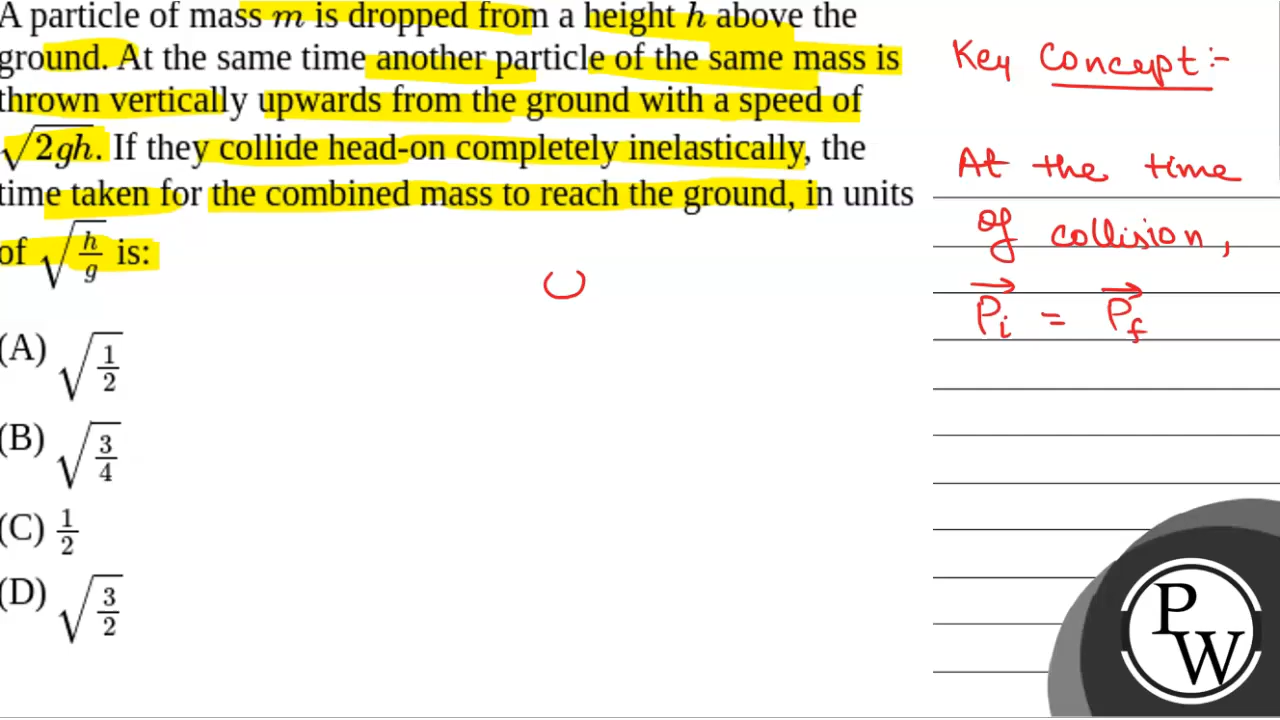 A particle of mass m is dropped from a height h above the
ground. At the same time another particle of the same mass is
thrown vertically upwards from the ground with a speed of
√2gh. If they collide head-on completely inelastically, the
time taken for the combined mass to reach the ground, in units
of √(h/g) is:
(A) √(1/2)
(B) √(3/4)
(C) 1/2
(D) √(3/2)
Key Concept:-
At the time
of collision,
P⃗i = P⃗f
P
W